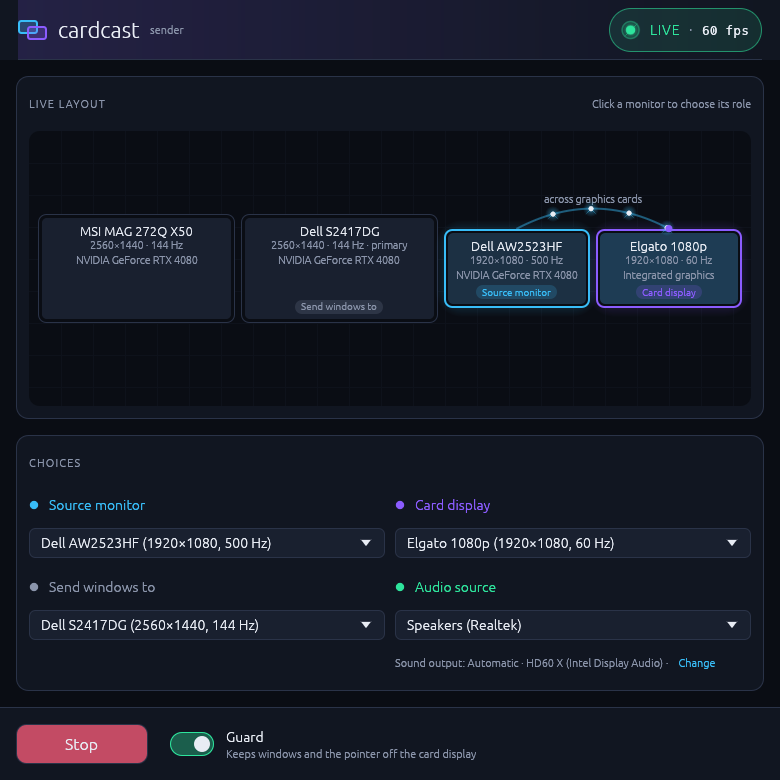 cardcast sender
LIVE · 60 fps
LIVE LAYOUT
Click a monitor to choose its role
across graphics cards
MSI MAG 272Q X50
2560×1440 · 144 Hz
NVIDIA GeForce RTX 4080
Dell S2417DG
2560×1440 · 144 Hz · primary
NVIDIA GeForce RTX 4080
Send windows to
Dell AW2523HF
1920×1080 · 500 Hz
NVIDIA GeForce RTX 4080
Source monitor
Elgato 1080p
1920×1080 · 60 Hz
Integrated graphics
Card display
CHOICES
Source monitor
Dell AW2523HF (1920×1080, 500 Hz)
Card display
Elgato 1080p (1920×1080, 60 Hz)
Send windows to
Dell S2417DG (2560×1440, 144 Hz)
Audio source
Speakers (Realtek)
Sound output: Automatic · HD60 X (Intel Display Audio) · Change
Stop
Guard
Keeps windows and the pointer off the card display